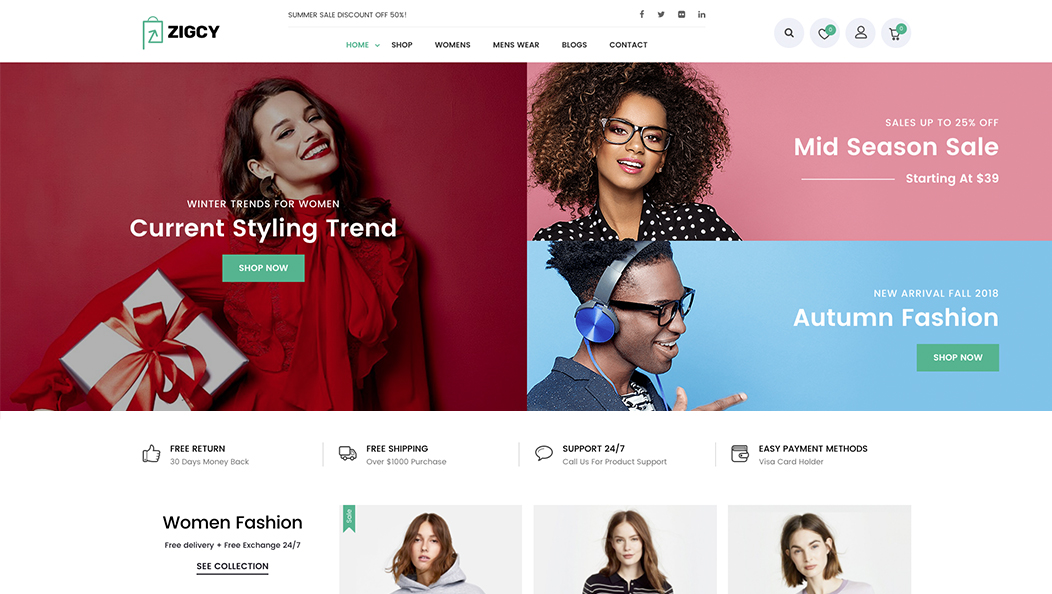 ZIGCY
SUMMER SALE DISCOUNT OFF 50%!
HOME SHOP WOMENS MENS WEAR BLOGS CONTACT
0
0
WINTER TRENDS FOR WOMEN
Current Styling Trend
SHOP NOW
SALES UP TO 25% OFF
Mid Season Sale
Starting At $39
NEW ARRIVAL FALL 2018
Autumn Fashion
SHOP NOW
FREE RETURN
30 Days Money Back
FREE SHIPPING
Over $1000 Purchase
SUPPORT 24/7
Call Us For Product Support
EASY PAYMENT METHODS
Visa Card Holder
Women Fashion
Free delivery + Free Exchange 24/7
SEE COLLECTION
Sale